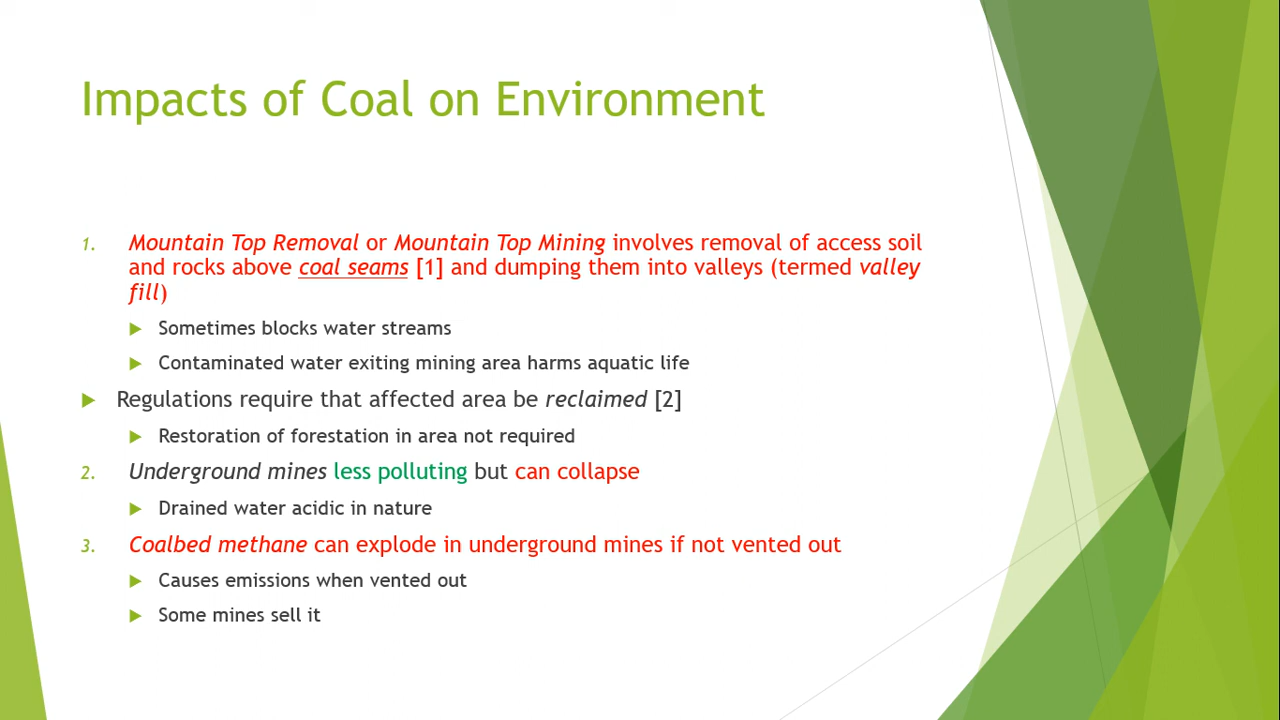 Impacts of Coal on Environment
1. Mountain Top Removal or Mountain Top Mining involves removal of access soil
and rocks above coal seams [1] and dumping them into valleys (termed valley
fill)
Sometimes blocks water streams
Contaminated water exiting mining area harms aquatic life
Regulations require that affected area be reclaimed [2]
Restoration of forestation in area not required
2. Underground mines less polluting but can collapse
Drained water acidic in nature
3. Coalbed methane can explode in underground mines if not vented out
Causes emissions when vented out
Some mines sell it